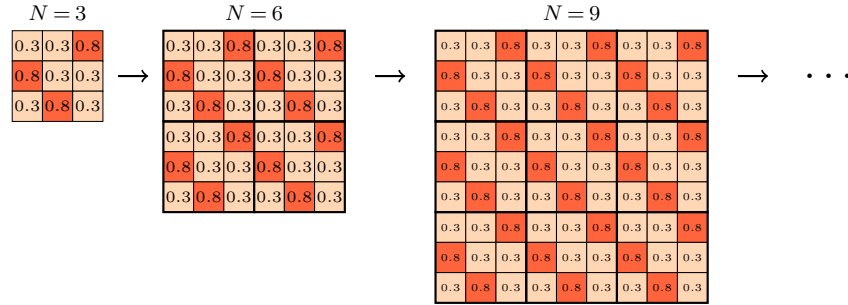 N = 3
0.3 0.3 0.8
0.8 0.3 0.3
0.3 0.8 0.3
N = 6
0.3 0.3 0.8 0.3 0.3 0.8
0.8 0.3 0.3 0.8 0.3 0.3
0.3 0.8 0.3 0.3 0.8 0.3
0.3 0.3 0.8 0.3 0.3 0.8
0.8 0.3 0.3 0.8 0.3 0.3
0.3 0.8 0.3 0.3 0.8 0.3
N = 9
0.3 0.3 0.8 0.3 0.3 0.8 0.3 0.3 0.8
0.8 0.3 0.3 0.8 0.3 0.3 0.8 0.3 0.3
0.3 0.8 0.3 0.3 0.8 0.3 0.3 0.8 0.3
0.3 0.3 0.8 0.3 0.3 0.8 0.3 0.3 0.8
0.8 0.3 0.3 0.8 0.3 0.3 0.8 0.3 0.3
0.3 0.8 0.3 0.3 0.8 0.3 0.3 0.8 0.3
0.3 0.3 0.8 0.3 0.3 0.8 0.3 0.3 0.8
0.8 0.3 0.3 0.8 0.3 0.3 0.8 0.3 0.3
0.3 0.8 0.3 0.3 0.8 0.3 0.3 0.8 0.3
...